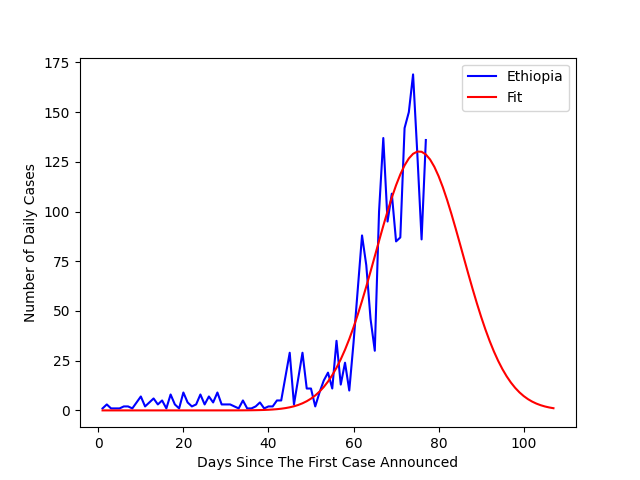 175
150
125
100
75
50
25
0
Number of Daily Cases
0 20 40 60 80 100
Days Since The First Case Announced
Ethiopia
Fit